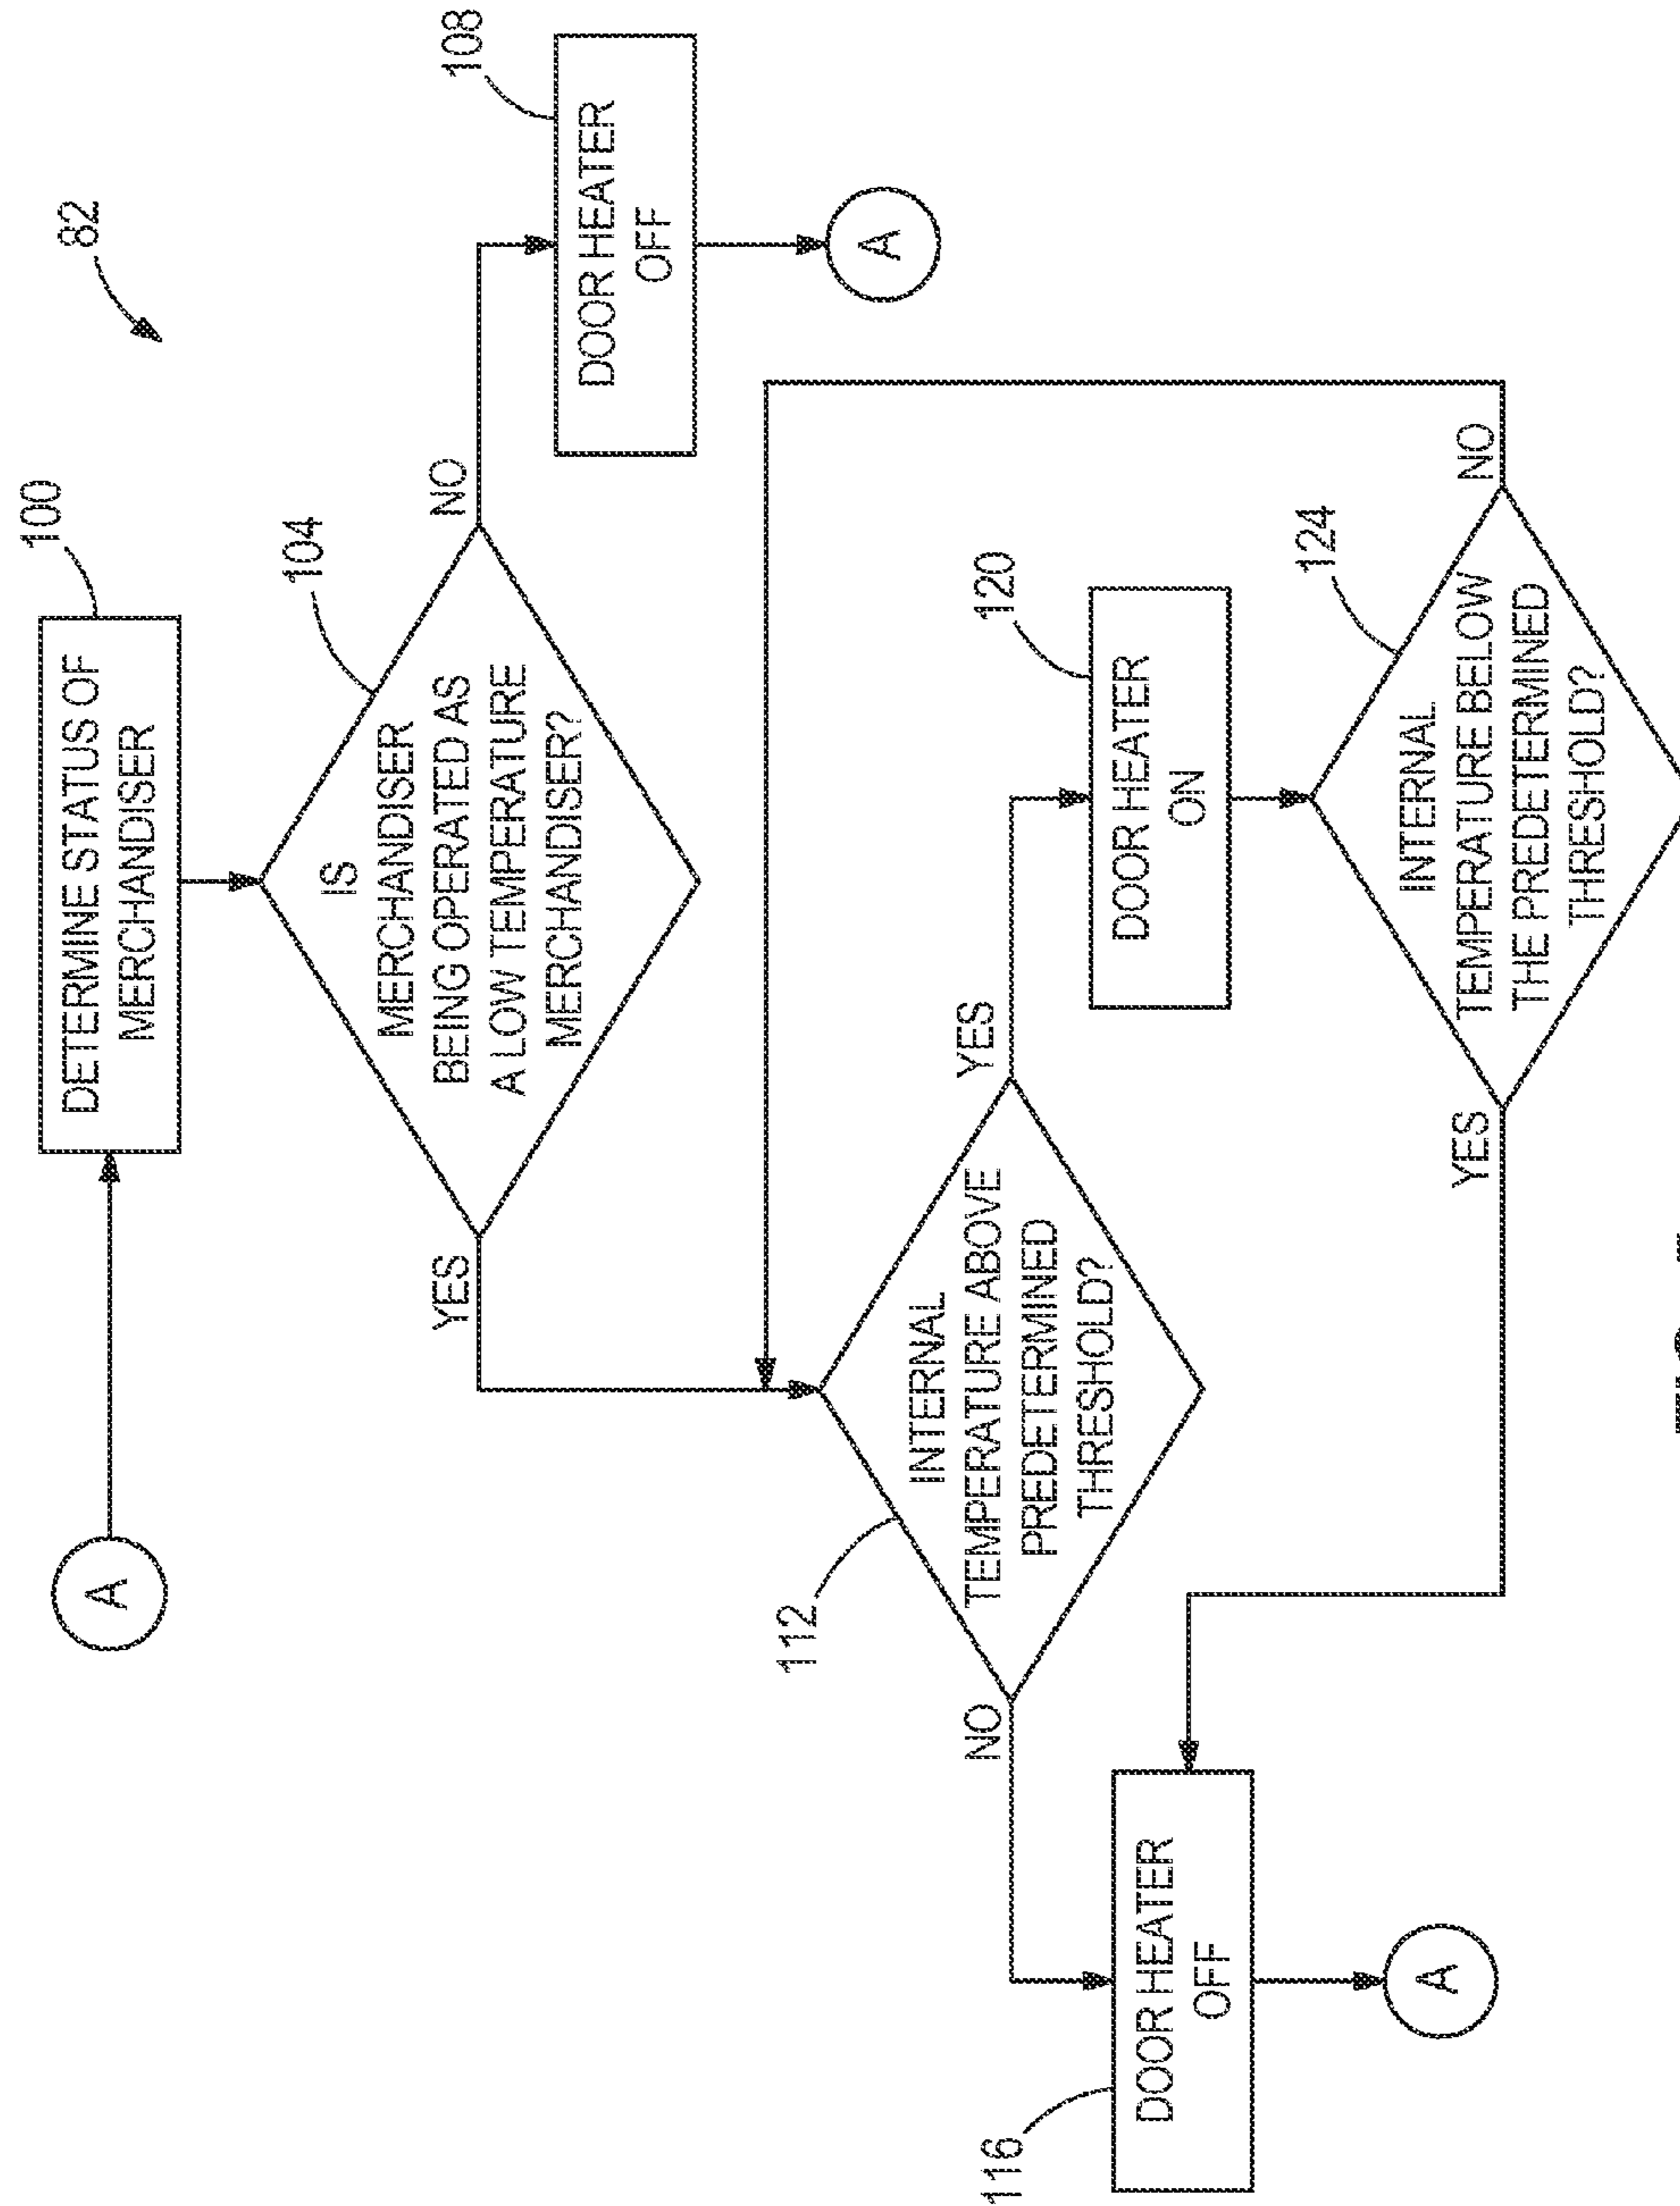 82
A
100
DETERMINE STATUS OF
MERCHANDISER
104
IS
MERCHANDISER
BEING OPERATED AS
A LOW TEMPERATURE
MERCHANDISER?
YES
NO
108
DOOR HEATER
OFF
A
112
INTERNAL
TEMPERATURE ABOVE
PREDETERMINED
THRESHOLD?
NO
YES
116
DOOR HEATER
OFF
A
120
DOOR HEATER
ON
124
INTERNAL
TEMPERATURE BELOW
THE PREDETERMINED
THRESHOLD?
YES
NO